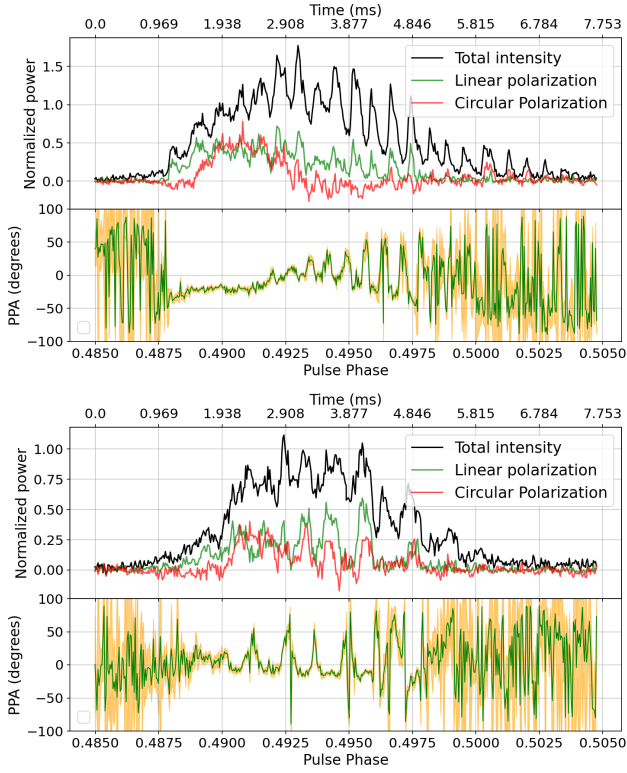 Time (ms)
0.0 0.969 1.938 2.908 3.877 4.846 5.815 6.784 7.753
Normalized power
1.5
1.0
0.5
0.0
Total intensity
Linear polarization
Circular Polarization
PPA (degrees)
100
50
0
−50
−100
0.4850 0.4875 0.4900 0.4925 0.4950 0.4975 0.5000 0.5025 0.5050
Pulse Phase
Time (ms)
0.0 0.969 1.938 2.908 3.877 4.846 5.815 6.784 7.753
Normalized power
1.00
0.75
0.50
0.25
0.00
Total intensity
Linear polarization
Circular Polarization
PPA (degrees)
100
50
0
−50
−100
0.4850 0.4875 0.4900 0.4925 0.4950 0.4975 0.5000 0.5025 0.5050
Pulse Phase